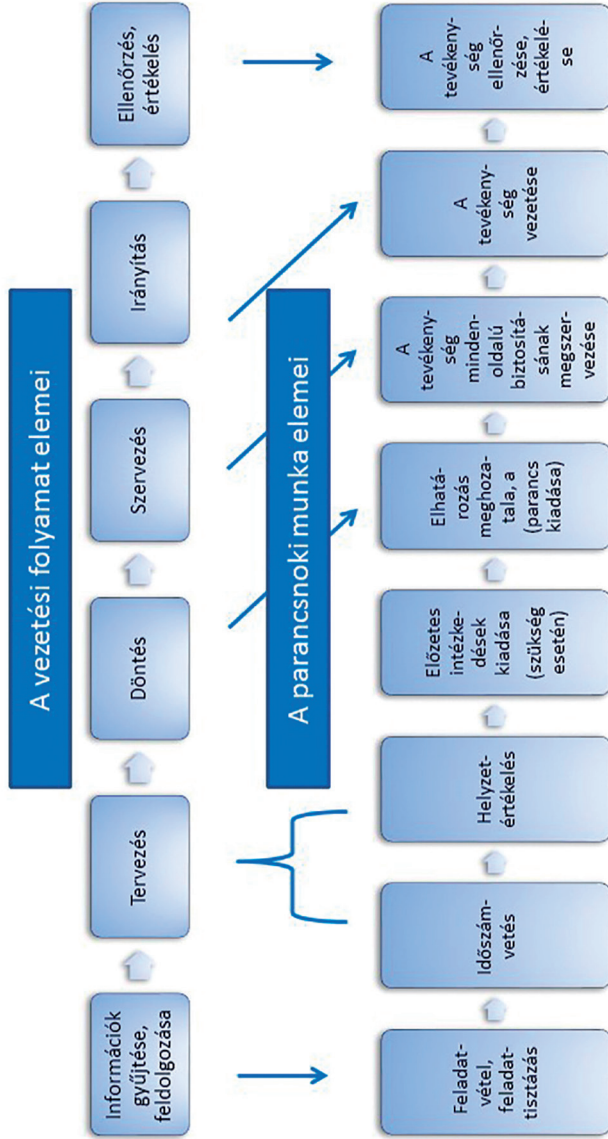 A vezetési folyamat elemei
Információk
gyűjtése,
feldolgozása
Tervezés
Döntés
Szervezés
Irányítás
Ellenőrzés,
értékelés
A parancsnoki munka elemei
Feladat-
vétel,
feladat-
tisztázás
Időszám-
vetés
Helyzet-
értékelés
Előzetes
intézke-
dések
kiadása
(szükség
esetén)
Elhatá-
rozás
meghoza-
tala, a
(parancs
kiadása)
A
tevékeny-
ség
minden-
oldalú
biztosítá-
sának
megszer-
vezése
A
tevékeny-
ség
vezetése
A
tevékeny-
ség
ellenőr-
zése,
értékelé-
se